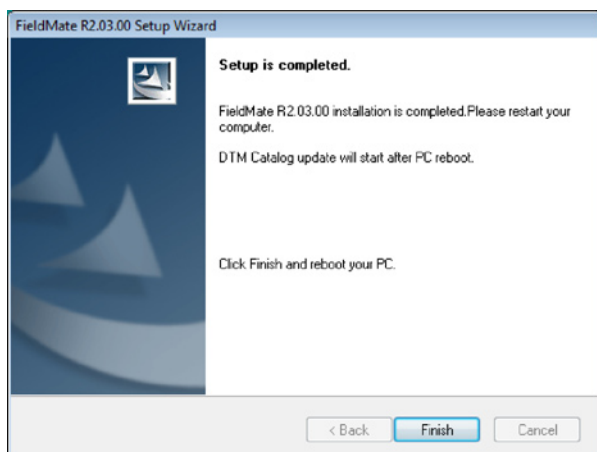 FieldMate R2.03.00 Setup Wizard
Setup is completed.
FieldMate R2.03.00 installation is completed.Please restart your
computer.
DTM Catalog update will start after PC reboot.
Click Finish and reboot your PC.
< Back
Finish
Cancel